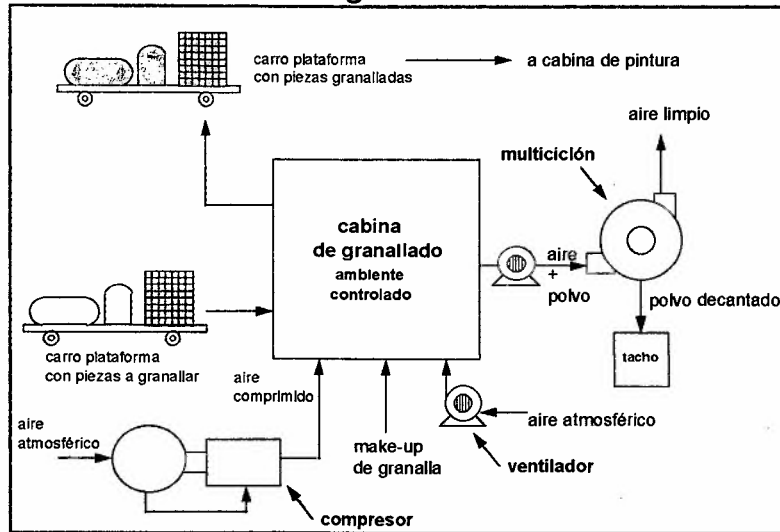 carro plataforma
con piezas granalladas
a cabina de pintura
aire limpio
multiciclón
cabina
de granallado
ambiente
controlado
aire
+
polvo
polvo decantado
tacho
carro plataforma
con piezas a granallar
aire
comprimido
aire
atmosférico
make-up
de granalla
aire atmosférico
ventilador
compresor